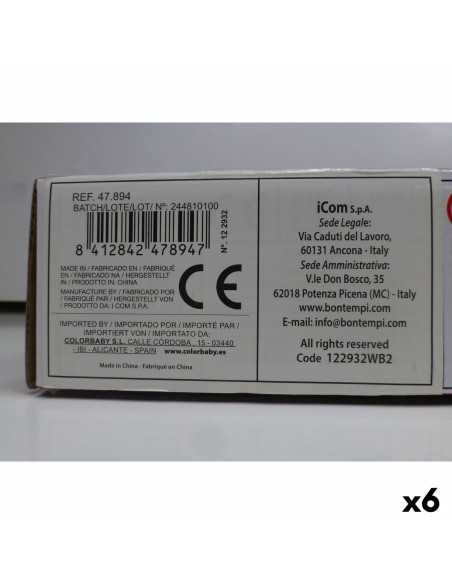 REF. 47.894
BATCH/LOTE/LOT/ Nº: 244810100
8 412842 478947
Nº. 12 2932
MADE IN / FABRICADO EN / FABRIQUÉ
EN / FABRICADO NA / HERGESTELLT
IN / PRODOTTO IN: CHINA
MANUFACTURE BY / FABRICADO POR
/ FABRIQUÉ PAR / HERGESTELLT VON
/ PRODOTTO DA: I COM S.P.A.
CE
IMPORTED BY / IMPORTADO POR / IMPORTÉ PAR /
IMPORTIERT VON / IMPORTATO DA:
COLORBABY S.L. CALLE CÓRDOBA , 15 - 03440
- IBI - ALICANTE - SPAIN www.colorbaby.es
Made in China - Fabriqué en China
iCom S.p.A.
Sede Legale:
Via Caduti del Lavoro,
60131 Ancona - Italy
Sede Amministrativa:
V.le Don Bosco, 35
62018 Potenza Picena (MC) - Italy
www.bontempi.com
E-mail: info@bontempi.com
All rights reserved
Code 122932WB2
x6